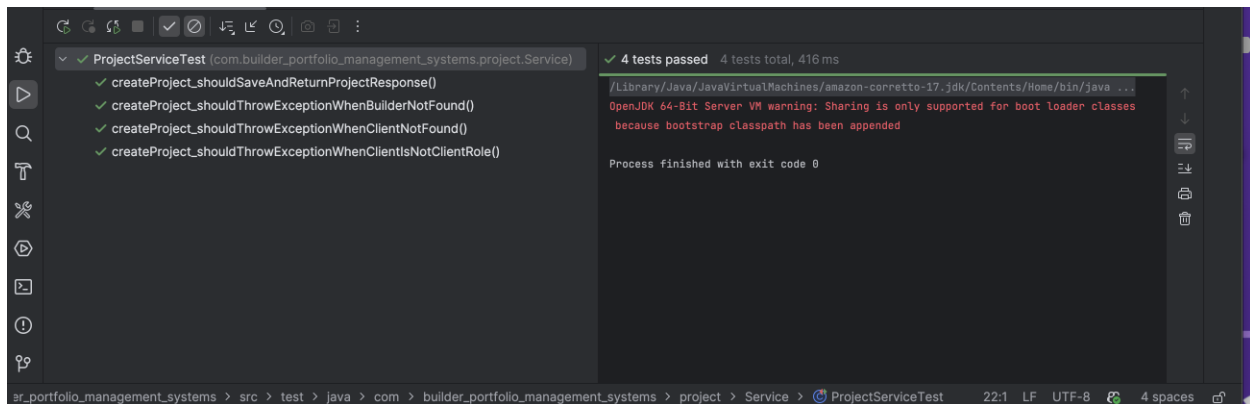 ProjectServiceTest (com.builder_portfolio_management_systems.project.Service)
createProject_shouldSaveAndReturnProjectResponse()
createProject_shouldThrowExceptionWhenBuilderNotFound()
createProject_shouldThrowExceptionWhenClientNotFound()
createProject_shouldThrowExceptionWhenClientIsNotClientRole()
4 tests passed 4 tests total, 416 ms
/Library/Java/JavaVirtualMachines/amazon-corretto-17.jdk/Contents/Home/bin/java ...
OpenJDK 64-Bit Server VM warning: Sharing is only supported for boot loader classes
because bootstrap classpath has been appended
Process finished with exit code 0
er_portfolio_management_systems > src > test > java > com > builder_portfolio_management_systems > project > Service > ProjectServiceTest 22:1 LF UTF-8 4 spaces